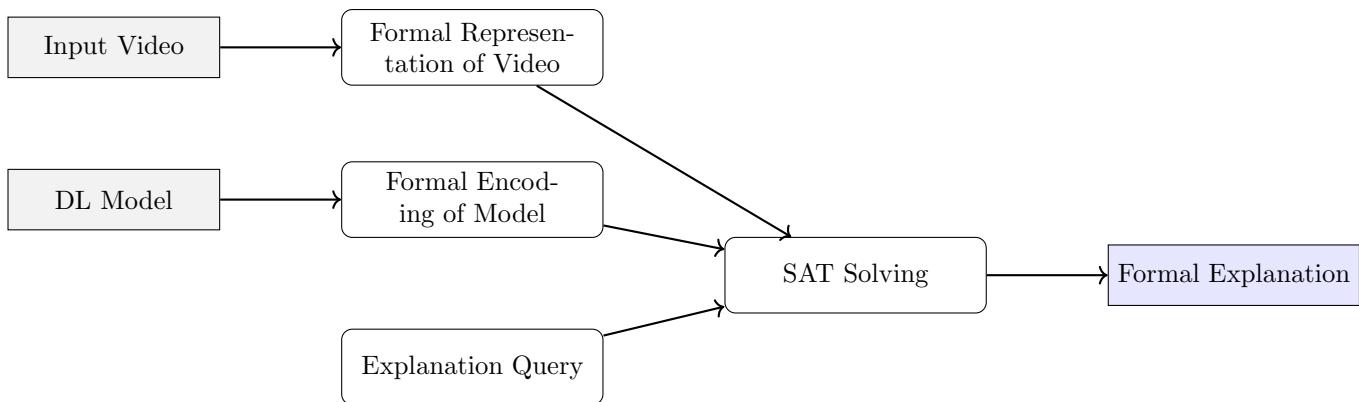 Input Video
Formal Represen-
tation of Video
DL Model
Formal Encod-
ing of Model
SAT Solving
Formal Explanation
Explanation Query